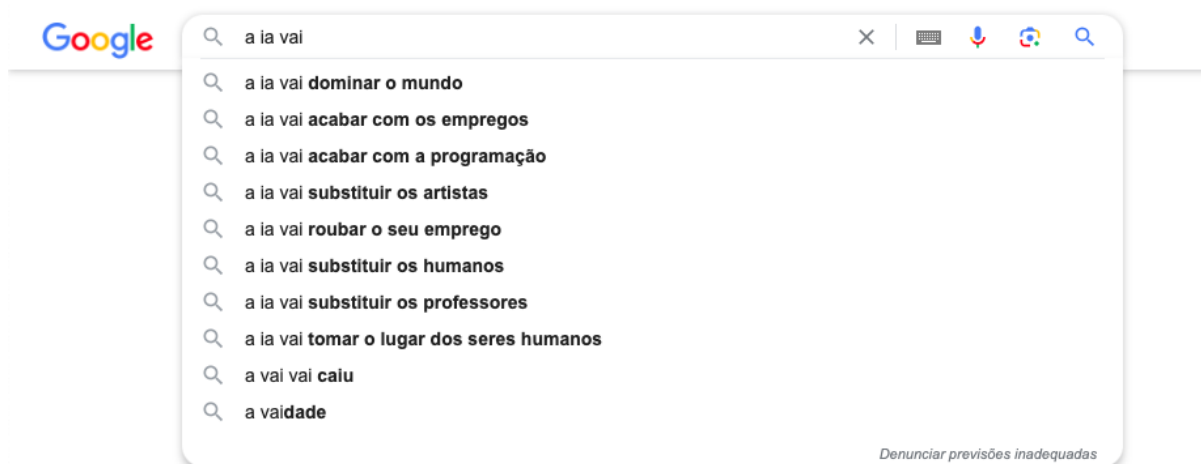 Google
a ia vai
a ia vai dominar o mundo
a ia vai acabar com os empregos
a ia vai acabar com a programação
a ia vai substituir os artistas
a ia vai roubar o seu emprego
a ia vai substituir os humanos
a ia vai substituir os professores
a ia vai tomar o lugar dos seres humanos
a vai vai caiu
a vaidade
Denunciar previsões inadequadas